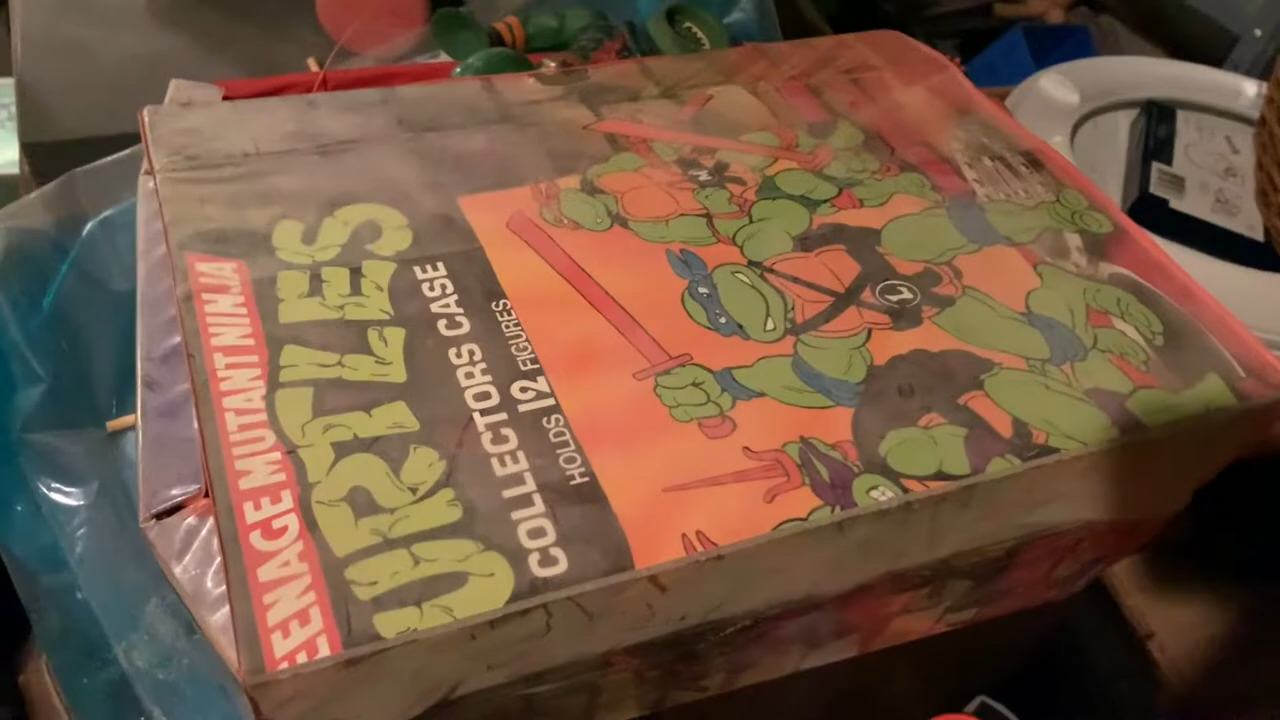 EENAGE MUTANT NINJA
URTLES
COLLECTORS CASE
HOLDS 12 FIGURES
M
L